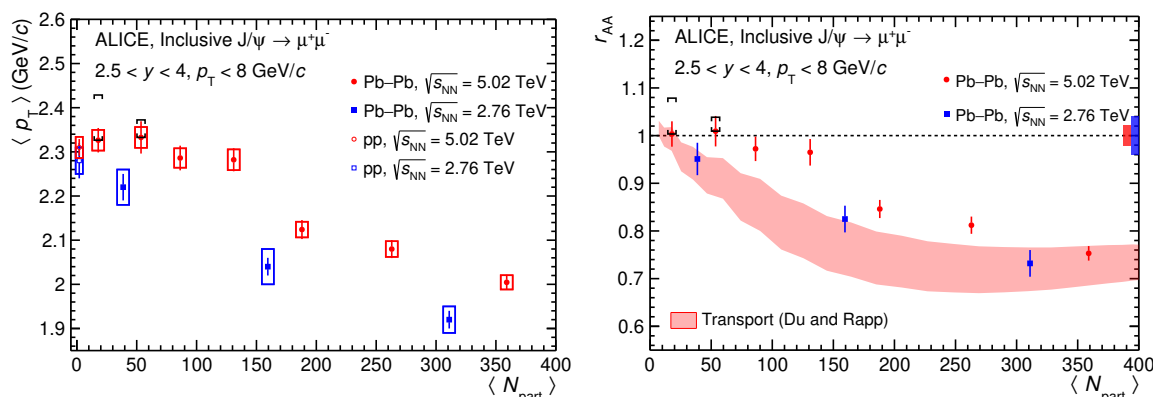 ⟨ p_T ⟩ (GeV/c)
2.6
2.5
2.4
2.3
2.2
2.1
2
1.9
ALICE, Inclusive J/ψ → μ⁺μ⁻
2.5 < y < 4, p_T < 8 GeV/c
Pb–Pb, √s_NN = 5.02 TeV
Pb–Pb, √s_NN = 2.76 TeV
pp, √s_NN = 5.02 TeV
pp, √s_NN = 2.76 TeV
0 50 100 150 200 250 300 350 400
⟨ N_part ⟩
r_AA
1.2
1.1
1
0.9
0.8
0.7
0.6
ALICE, Inclusive J/ψ → μ⁺μ⁻
2.5 < y < 4, p_T < 8 GeV/c
Pb–Pb, √s_NN = 5.02 TeV
Pb–Pb, √s_NN = 2.76 TeV
Transport (Du and Rapp)
0 50 100 150 200 250 300 350 400
⟨ N_part ⟩